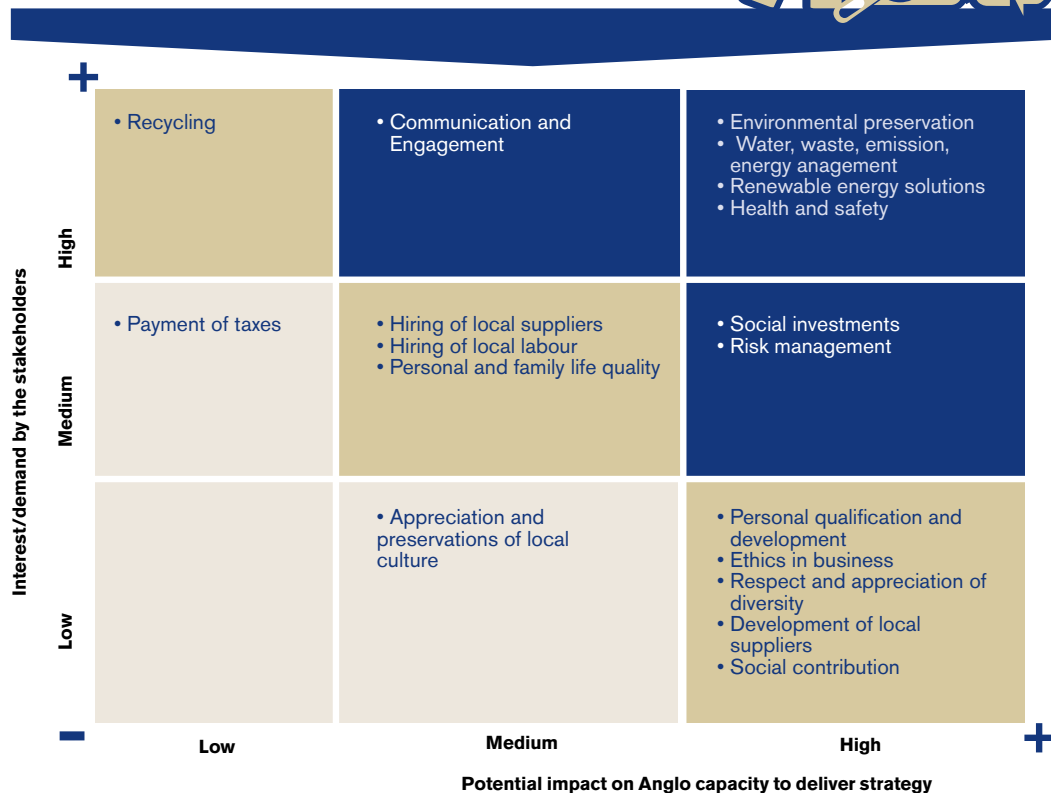 +
• Recycling
• Communication and
Engagement
• Environmental preservation
• Water, waste, emission,
energy anagement
• Renewable energy solutions
• Health and safety
High
• Payment of taxes
• Hiring of local suppliers
• Hiring of local labour
• Personal and family life quality
• Social investments
• Risk management
Medium
Interest/demand by the stakeholders
• Appreciation and
preservations of local
culture
• Personal qualification and
development
• Ethics in business
• Respect and appreciation of
diversity
• Development of local
suppliers
• Social contribution
Low
-
Low
Medium
High
+
Potential impact on Anglo capacity to deliver strategy